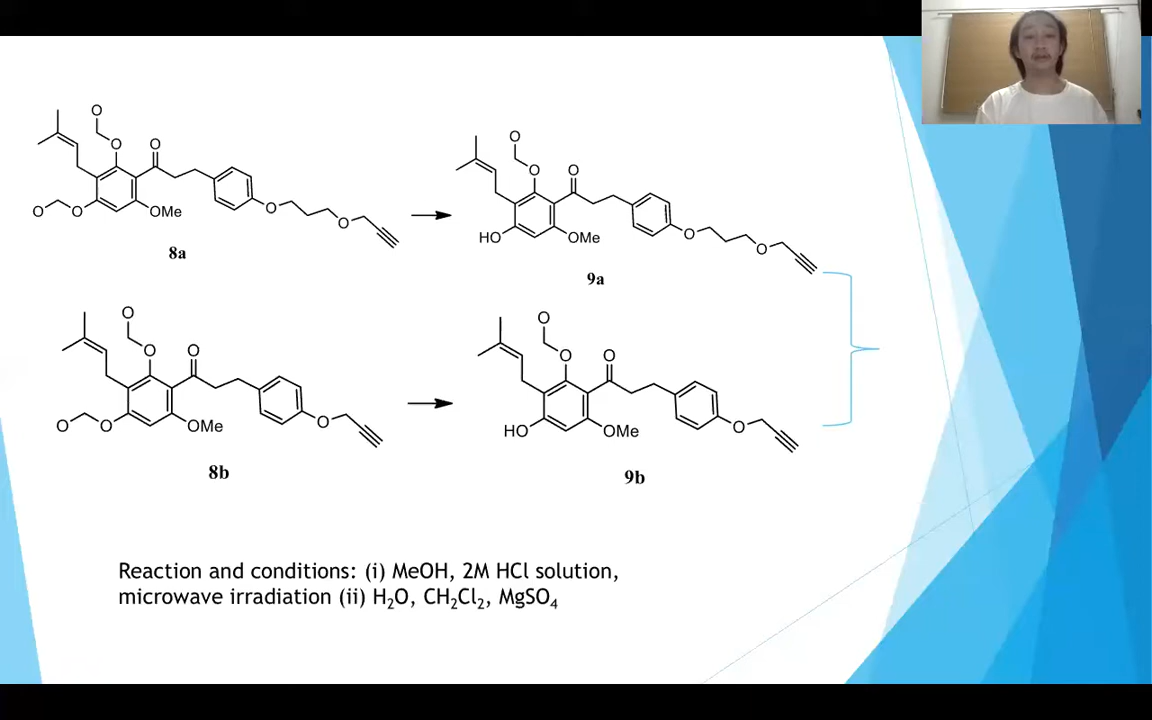 O
O
O
O
O
OMe
O
O
8a
O
O
O
HO
OMe
O
O
9a
O
O
O
O
O
OMe
O
8b
O
O
O
HO
OMe
O
9b
Reaction and conditions: (i) MeOH, 2M HCl solution,
microwave irradiation (ii) H₂O, CH₂Cl₂, MgSO₄